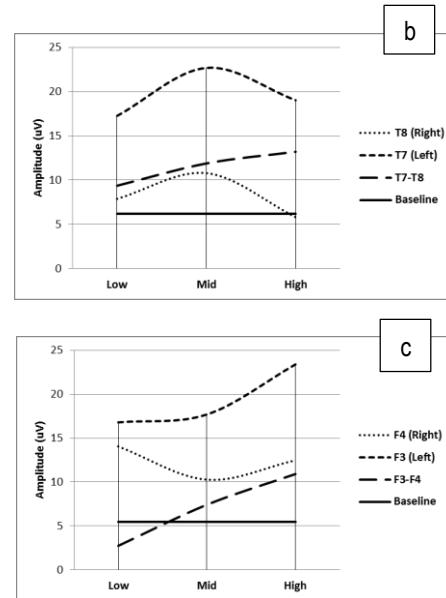 b
25
20
15
10
5
0
Amplitude (uV)
Low Mid High
T8 (Right)
T7 (Left)
T7-T8
Baseline
c
25
20
15
10
5
0
Amplitude (uV)
Low Mid High
F4 (Right)
F3 (Left)
F3-F4
Baseline